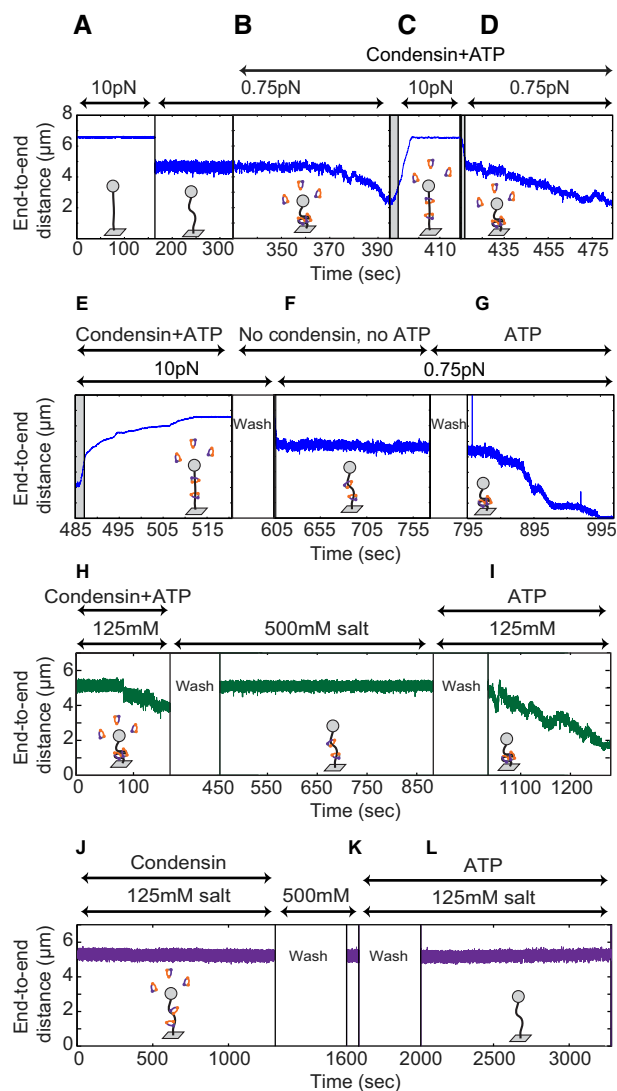 A B C D
Condensin+ATP
10pN 0.75pN 10pN 0.75pN
End-to-end
distance (µm)
8
6
4
2
0 100 200 300 360 390 410 435 455 475
Time (sec)
E F G
Condensin+ATP No condensin, no ATP ATP
10pN 0.75pN
End-to-end
distance (µm)
Wash Wash
485 495 505 515 605 655 705 755 795 895 995
Time (sec)
H I
Condensin+ATP ATP
125mM 500mM salt 125mM
End-to-end
distance (µm)
6
4
2
0
Wash Wash
0 100 450 550 650 750 850 1100 1200
Time (sec)
J K L
Condensin ATP
125mM salt 500mM 125mM salt
End-to-end
distance (µm)
6
4
2
0
Wash Wash
0 500 1000 1600 2000 2500 3000
Time (sec)